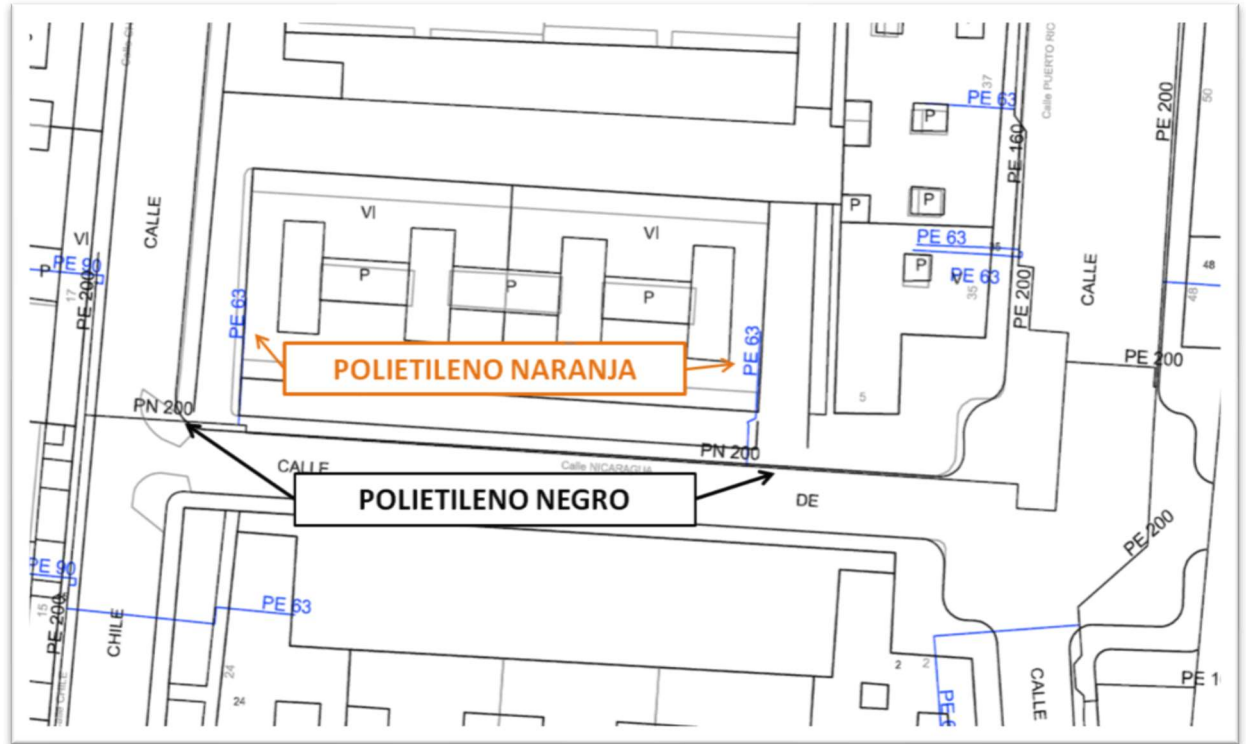 Calle PUERTO RIC
37
50
PE 63
PE 200
P
PE 160
P
P
CALLE
VI
VI
VI
PE 63
48
P
P
PE 90
PE 63
P
P
P
35
48
17
PE 200
PE 63
PE 200
CALLE
PE 63
PE 200
POLIETILENO NARANJA
5
PN 200
PN 200
CALLE
Calle NICARAGUA
POLIETILENO NEGRO
DE
PE 200
PE 90
15
PE 200
CHILE
PE 63
24
24
2
2
CALLE
PE 1